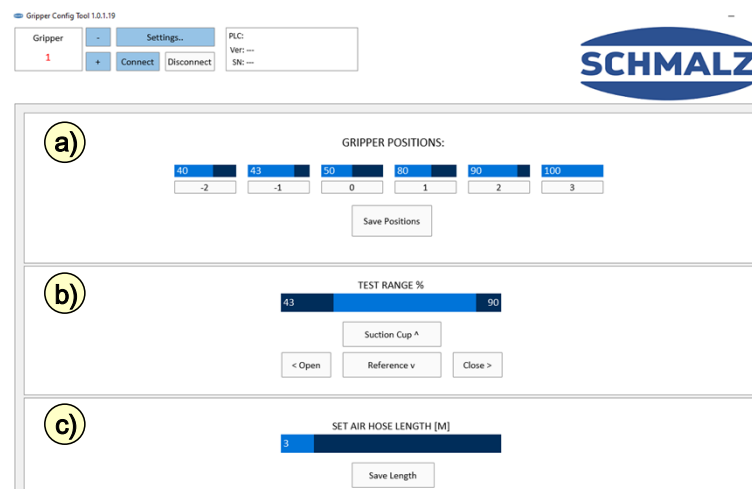 Gripper Config Tool 1.0.1.19
Gripper
1
-
+
Settings..
Connect
Disconnect
PLC:
Ver: ---
SN: ---
SCHMALZ
a)
GRIPPER POSITIONS:
40 43 50 80 90 100
-2 -1 0 1 2 3
Save Positions
b)
TEST RANGE %
43 90
Suction Cup ^
< Open Reference v Close >
c)
SET AIR HOSE LENGTH [M]
3
Save Length